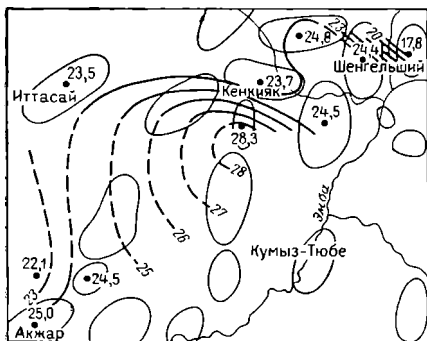 24,8
23
20
17,8
24,4
Шенгельший
23,5
Иттасай
23,7
Кенкияк
24,5
28,3
28
27
26
25
Эмба
Кумыз-Тюбе
22,1
24,5
23
25,0
Акжар